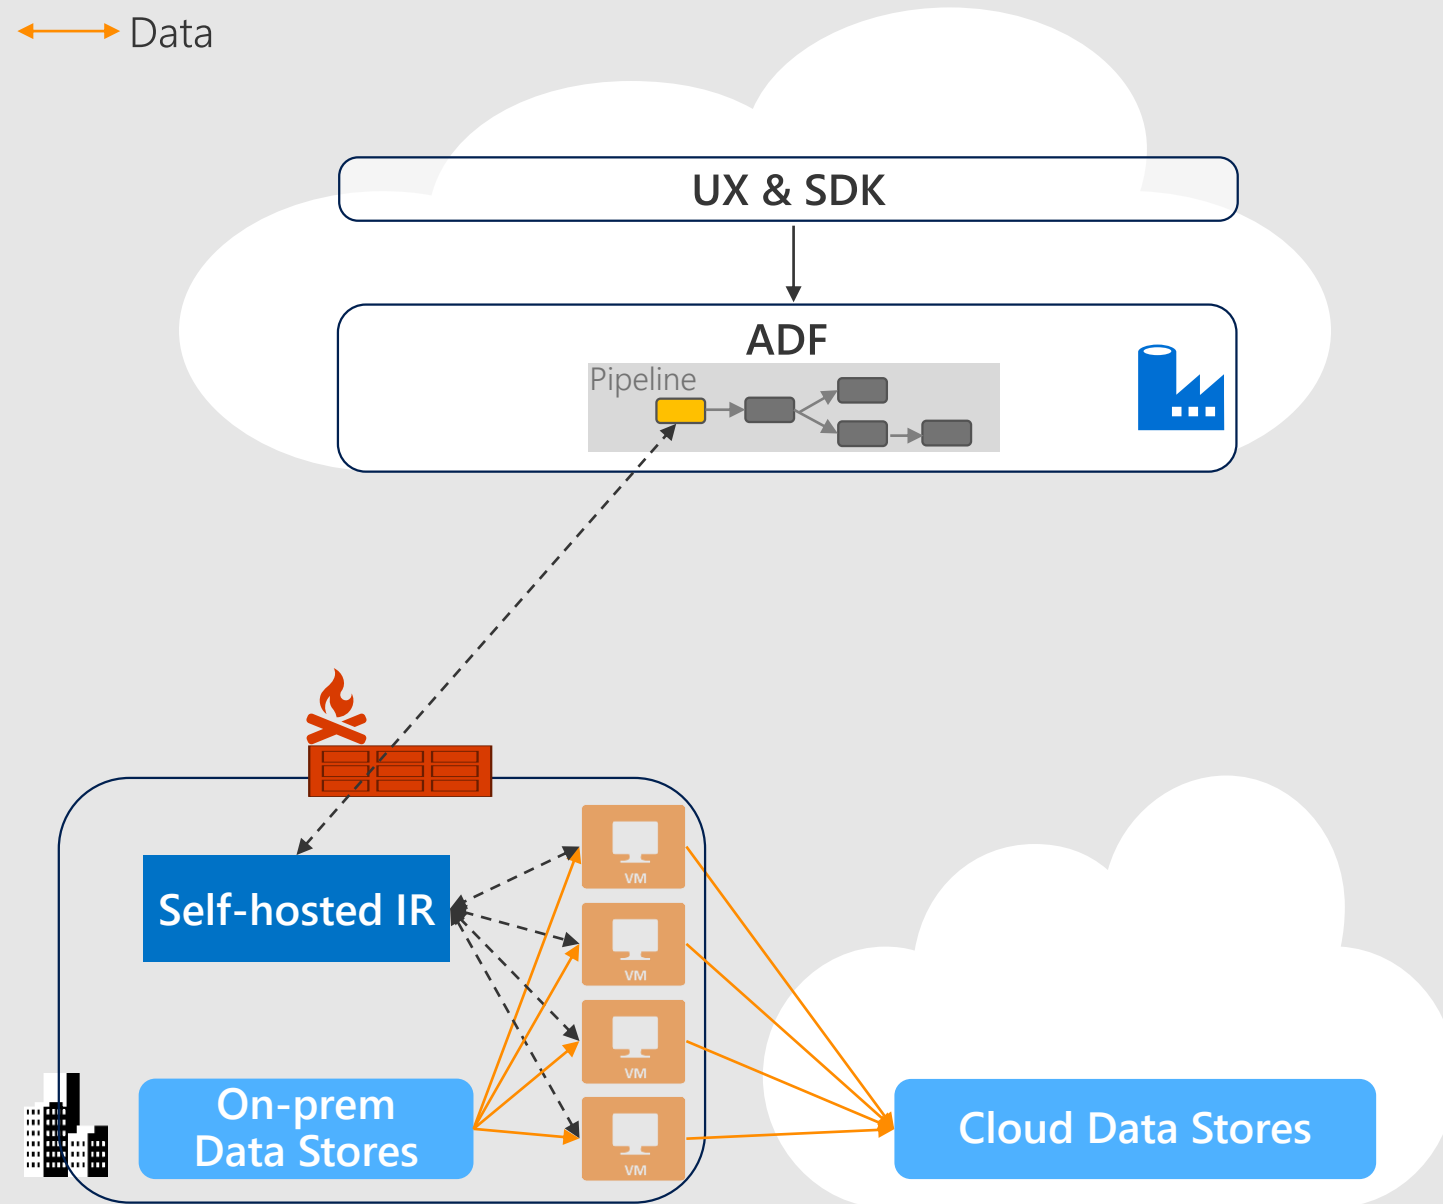 Data
UX & SDK
ADF
Pipeline
VM
Self-hosted IR
VM
VM
On-prem
Data Stores
VM
Cloud Data Stores